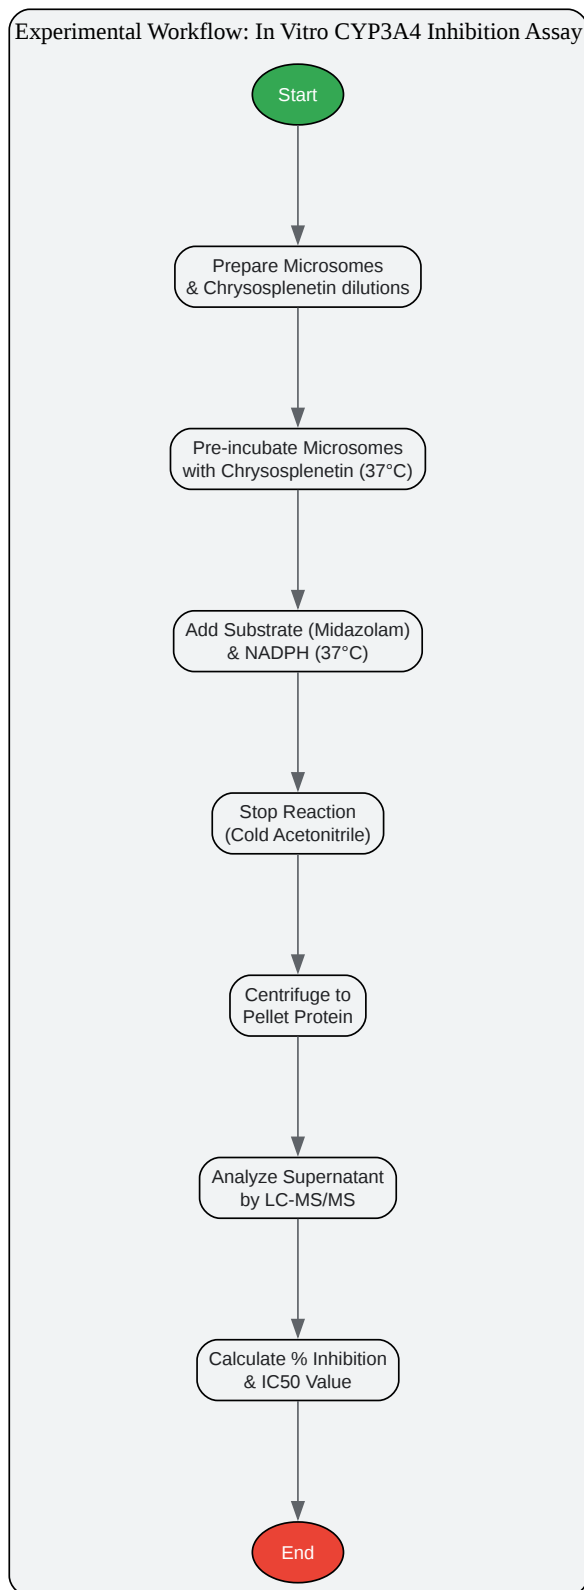 Experimental Workflow: In Vitro CYP3A4 Inhibition Assay
Start
Prepare Microsomes
& Chrysosplenetin dilutions
Pre-incubate Microsomes
with Chrysosplenetin (37°C)
Add Substrate (Midazolam)
& NADPH (37°C)
Stop Reaction
(Cold Acetonitrile)
Centrifuge to
Pellet Protein
Analyze Supernatant
by LC-MS/MS
Calculate % Inhibition
& IC50 Value
End